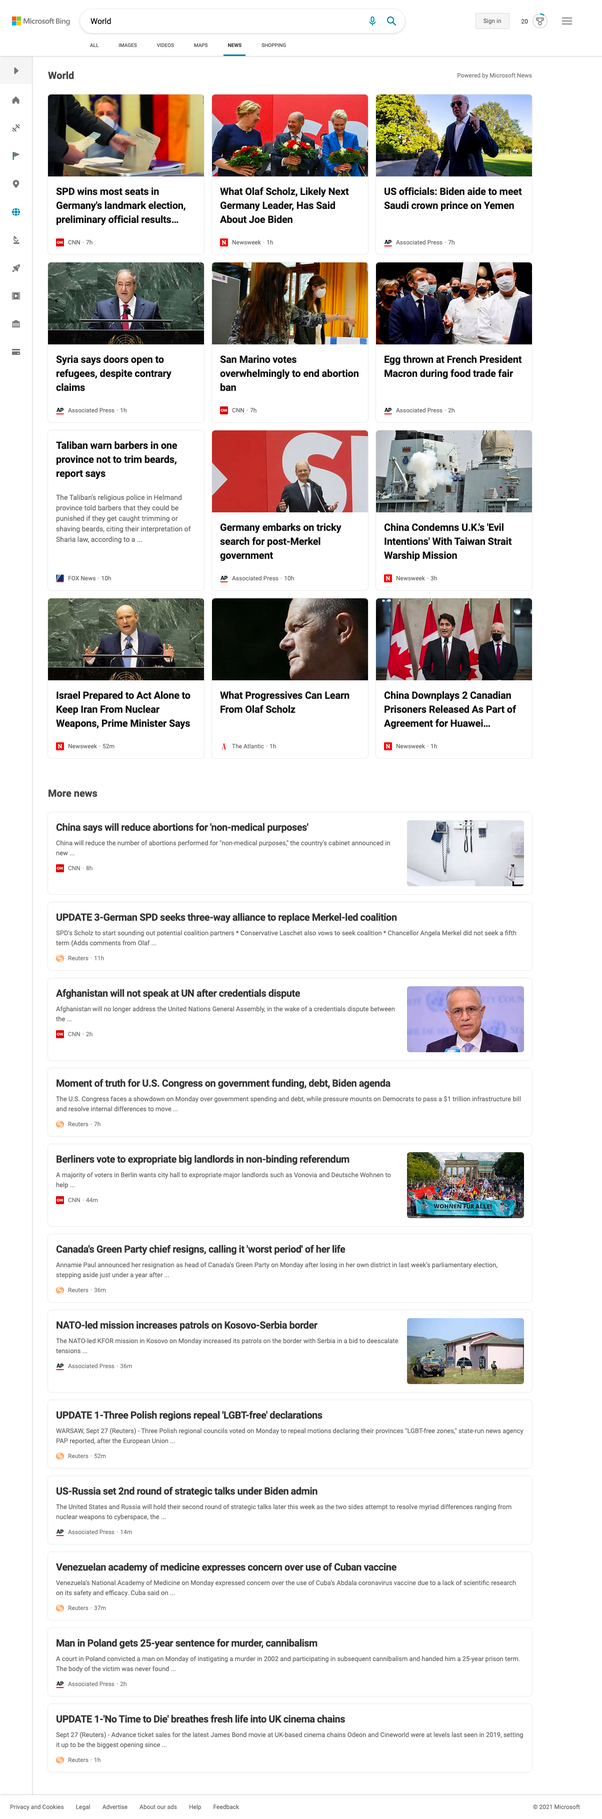 Microsoft Bing
World
Sign in
20
ALL
IMAGES
VIDEOS
MAPS
NEWS
SHOPPING
World
Powered by Microsoft News
SPD wins most seats in
Germany's landmark election,
preliminary official results...
CNN · 7h
What Olaf Scholz, Likely Next
Germany Leader, Has Said
About Joe Biden
Newsweek · 1h
US officials: Biden aide to meet
Saudi crown prince on Yemen
AP Associated Press · 7h
Syria says doors open to
refugees, despite contrary
claims
AP Associated Press · 1h
San Marino votes
overwhelmingly to end abortion
ban
CNN · 7h
Egg thrown at French President
Macron during food trade fair
AP Associated Press · 2h
Taliban warn barbers in one
province not to trim beards,
report says
The Taliban's religious police in Helmand
province told barbers that they could be
punished if they get caught trimming or
shaving beards, citing their interpretation of
Sharia law, according to a ...
FOX News · 10h
Germany embarks on tricky
search for post-Merkel
government
AP Associated Press · 10h
China Condemns U.K.'s 'Evil
Intentions' With Taiwan Strait
Warship Mission
N Newsweek · 3h
Israel Prepared to Act Alone to
Keep Iran From Nuclear
Weapons, Prime Minister Says
N Newsweek · 52m
What Progressives Can Learn
From Olaf Scholz
The Atlantic · 1h
China Downplays 2 Canadian
Prisoners Released As Part of
Agreement for Huawei...
N Newsweek · 1h
More news
China says will reduce abortions for 'non-medical purposes'
China will reduce the number of abortions performed for "non-medical purposes," the country's cabinet announced in
new ...
CNN · 8h
UPDATE 3-German SPD seeks three-way alliance to replace Merkel-led coalition
SPD's Scholz to start sounding out potential coalition partners * Conservative Laschet also vows to seek coalition * Chancellor Angela Merkel did not seek a fifth
term (Adds comments from Olaf ...
Reuters · 11h
Afghanistan will not speak at UN after credentials dispute
Afghanistan will no longer address the United Nations General Assembly, in the wake of a credentials dispute between
the ...
CNN · 2h
Moment of truth for U.S. Congress on government funding, debt, Biden agenda
The U.S. Congress faces a showdown on Monday over government spending and debt, while pressure mounts on Democrats to pass a $1 trillion infrastructure bill
and resolve internal differences to move ...
Reuters · 7h
Berliners vote to expropriate big landlords in non-binding referendum
A majority of voters in Berlin wants city hall to expropriate major landlords such as Vonovia and Deutsche Wohnen to
help ...
WOHNEN FÜR ALLE!
CNN · 44m
Canada's Green Party chief resigns, calling it 'worst period' of her life
Annamie Paul announced her resignation as head of Canada's Green Party on Monday after losing in her own district in last week's parliamentary election,
stepping aside just under a year after ...
Reuters · 36m
NATO-led mission increases patrols on Kosovo-Serbia border
The NATO-led KFOR mission in Kosovo on Monday increased its patrols on the border with Serbia in a bid to deescalate
tensions ...
AP Associated Press · 36m
UPDATE 1-Three Polish regions repeal 'LGBT-free' declarations
WARSAW, Sept 27 (Reuters) - Three Polish regional councils voted on Monday to repeal motions declaring their provinces "LGBT-free zones," state-run news agency
PAP reported, after the European Union ...
Reuters · 52m
US-Russia set 2nd round of strategic talks under Biden admin
The United States and Russia will hold their second round of strategic talks later this week as the two sides attempt to resolve myriad differences ranging from
nuclear weapons to cyberspace, the ...
AP Associated Press · 14m
Venezuelan academy of medicine expresses concern over use of Cuban vaccine
Venezuela's National Academy of Medicine on Monday expressed concern over the use of Cuba's Abdala coronavirus vaccine due to a lack of scientific research
on its safety and efficacy. Cuba said on ...
Reuters · 37m
Man in Poland gets 25-year sentence for murder, cannibalism
A court in Poland convicted a man on Monday of instigating a murder in 2002 and participating in subsequent cannibalism and handed him a 25-year prison term.
The body of the victim was never found ...
AP Associated Press · 2h
UPDATE 1-'No Time to Die' breathes fresh life into UK cinema chains
Sept 27 (Reuters) - Advance ticket sales for the latest James Bond movie at UK-based cinema chains Odeon and Cineworld were at levels last seen in 2019, setting
it up to be the biggest opening since ...
Reuters · 1h
Privacy and Cookies
Legal
Advertise
About our ads
Help
Feedback
© 2021 Microsoft